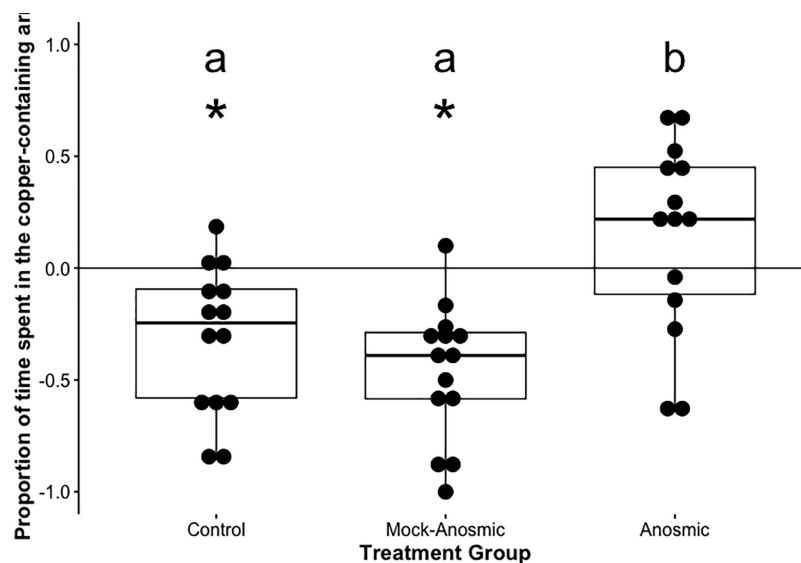 Proportion of time spent in the copper-containing
1.0
0.5
0.0
-0.5
-1.0
a
a
b
*
*
Control
Mock-Anosmic
Anosmic
Treatment Group